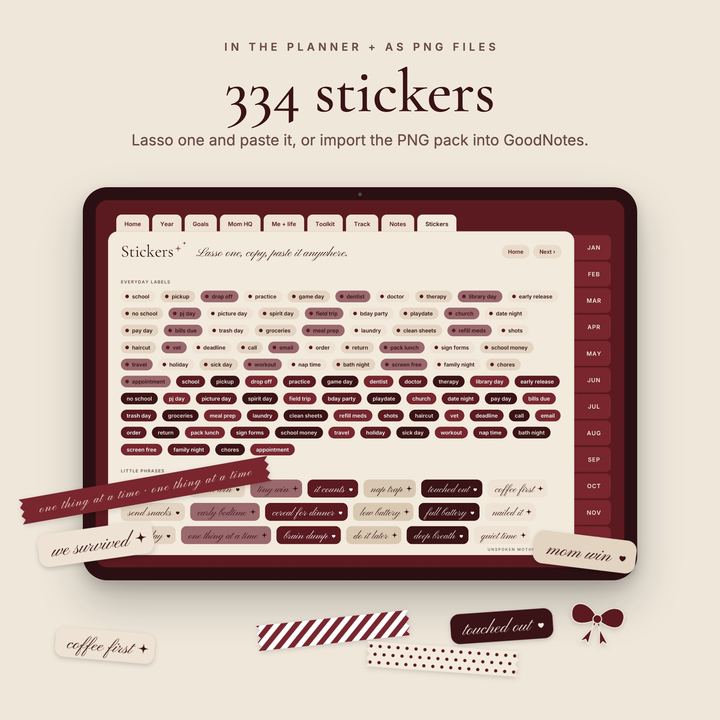 IN THE PLANNER + AS PNG FILES
334 stickers
Lasso one and paste it, or import the PNG pack into GoodNotes.
Home Year Goals Mom HQ Me + life Toolkit Track Notes Stickers
Stickers Lasso one, copy, paste it anywhere. Home Next ›
JAN
FEB
MAR
APR
MAY
JUN
JUL
AUG
SEP
OCT
NOV
EVERYDAY LABELS
school pickup drop off practice game day dentist doctor therapy library day early release
no school pj day picture day spirit day field trip bday party playdate church date night
pay day bills due trash day groceries meal prep laundry clean sheets refill meds shots
haircut vet deadline call email order return pack lunch sign forms school money
travel holiday sick day workout nap time bath night screen free family night chores
appointment school pickup drop off practice game day dentist doctor therapy library day early release
no school pj day picture day spirit day field trip bday party playdate church date night pay day bills due
trash day groceries meal prep laundry clean sheets refill meds shots haircut vet deadline call email
order return pack lunch sign forms school money travel holiday sick day workout nap time bath night
screen free family night chores appointment
LITTLE PHRASES
win tiny win it counts nap trap touched out coffee first
send snacks early bedtime cereal for dinner low battery full battery nailed it
one thing at a time brain dump do it later deep breath quiet time
UNSPOKEN
one thing at a time · one thing at a time
we survived
mom win
coffee first
touched out